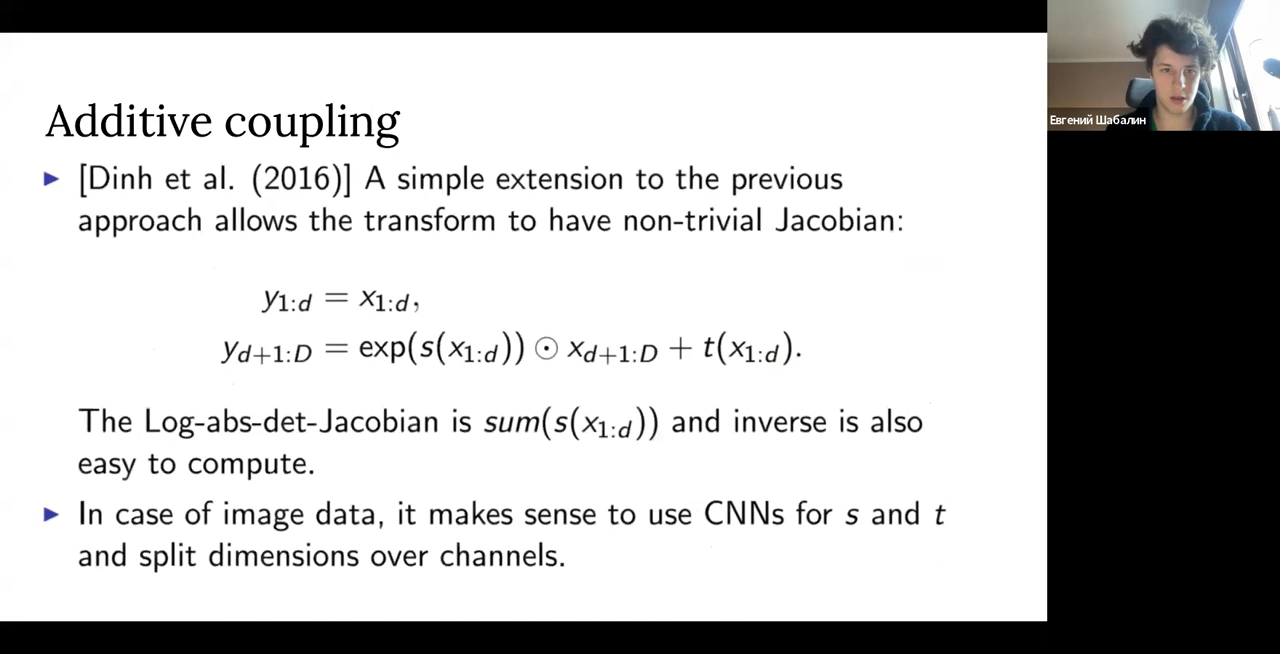 Additive coupling
▶ [Dinh et al. (2016)] A simple extension to the previous
approach allows the transform to have non-trivial Jacobian:
y₁:d = x₁:d,
y_{d+1:D} = exp(s(x₁:d)) ⊙ x_{d+1:D} + t(x₁:d).
The Log-abs-det-Jacobian is sum(s(x₁:d)) and inverse is also
easy to compute.
▶ In case of image data, it makes sense to use CNNs for s and t
and split dimensions over channels.
Евгений Шабалин